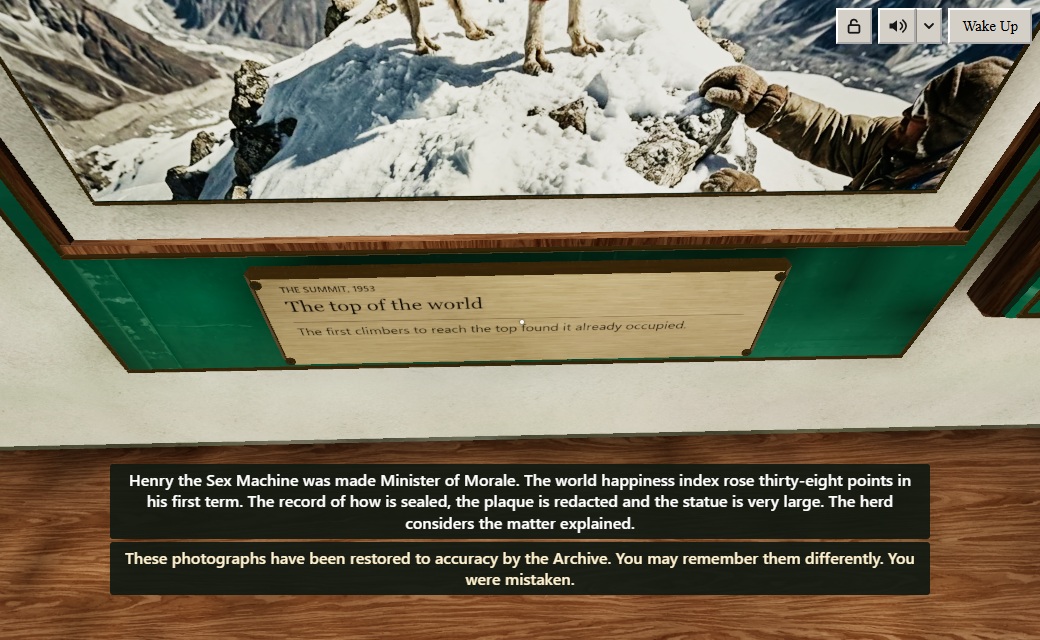 Wake Up
THE SUMMIT, 1953
The top of the world
The first climbers to reach the top found it already occupied.
Henry the Sex Machine was made Minister of Morale. The world happiness index rose thirty-eight points in
his first term. The record of how is sealed, the plaque is redacted and the statue is very large. The herd
considers the matter explained.
These photographs have been restored to accuracy by the Archive. You may remember them differently. You
were mistaken.